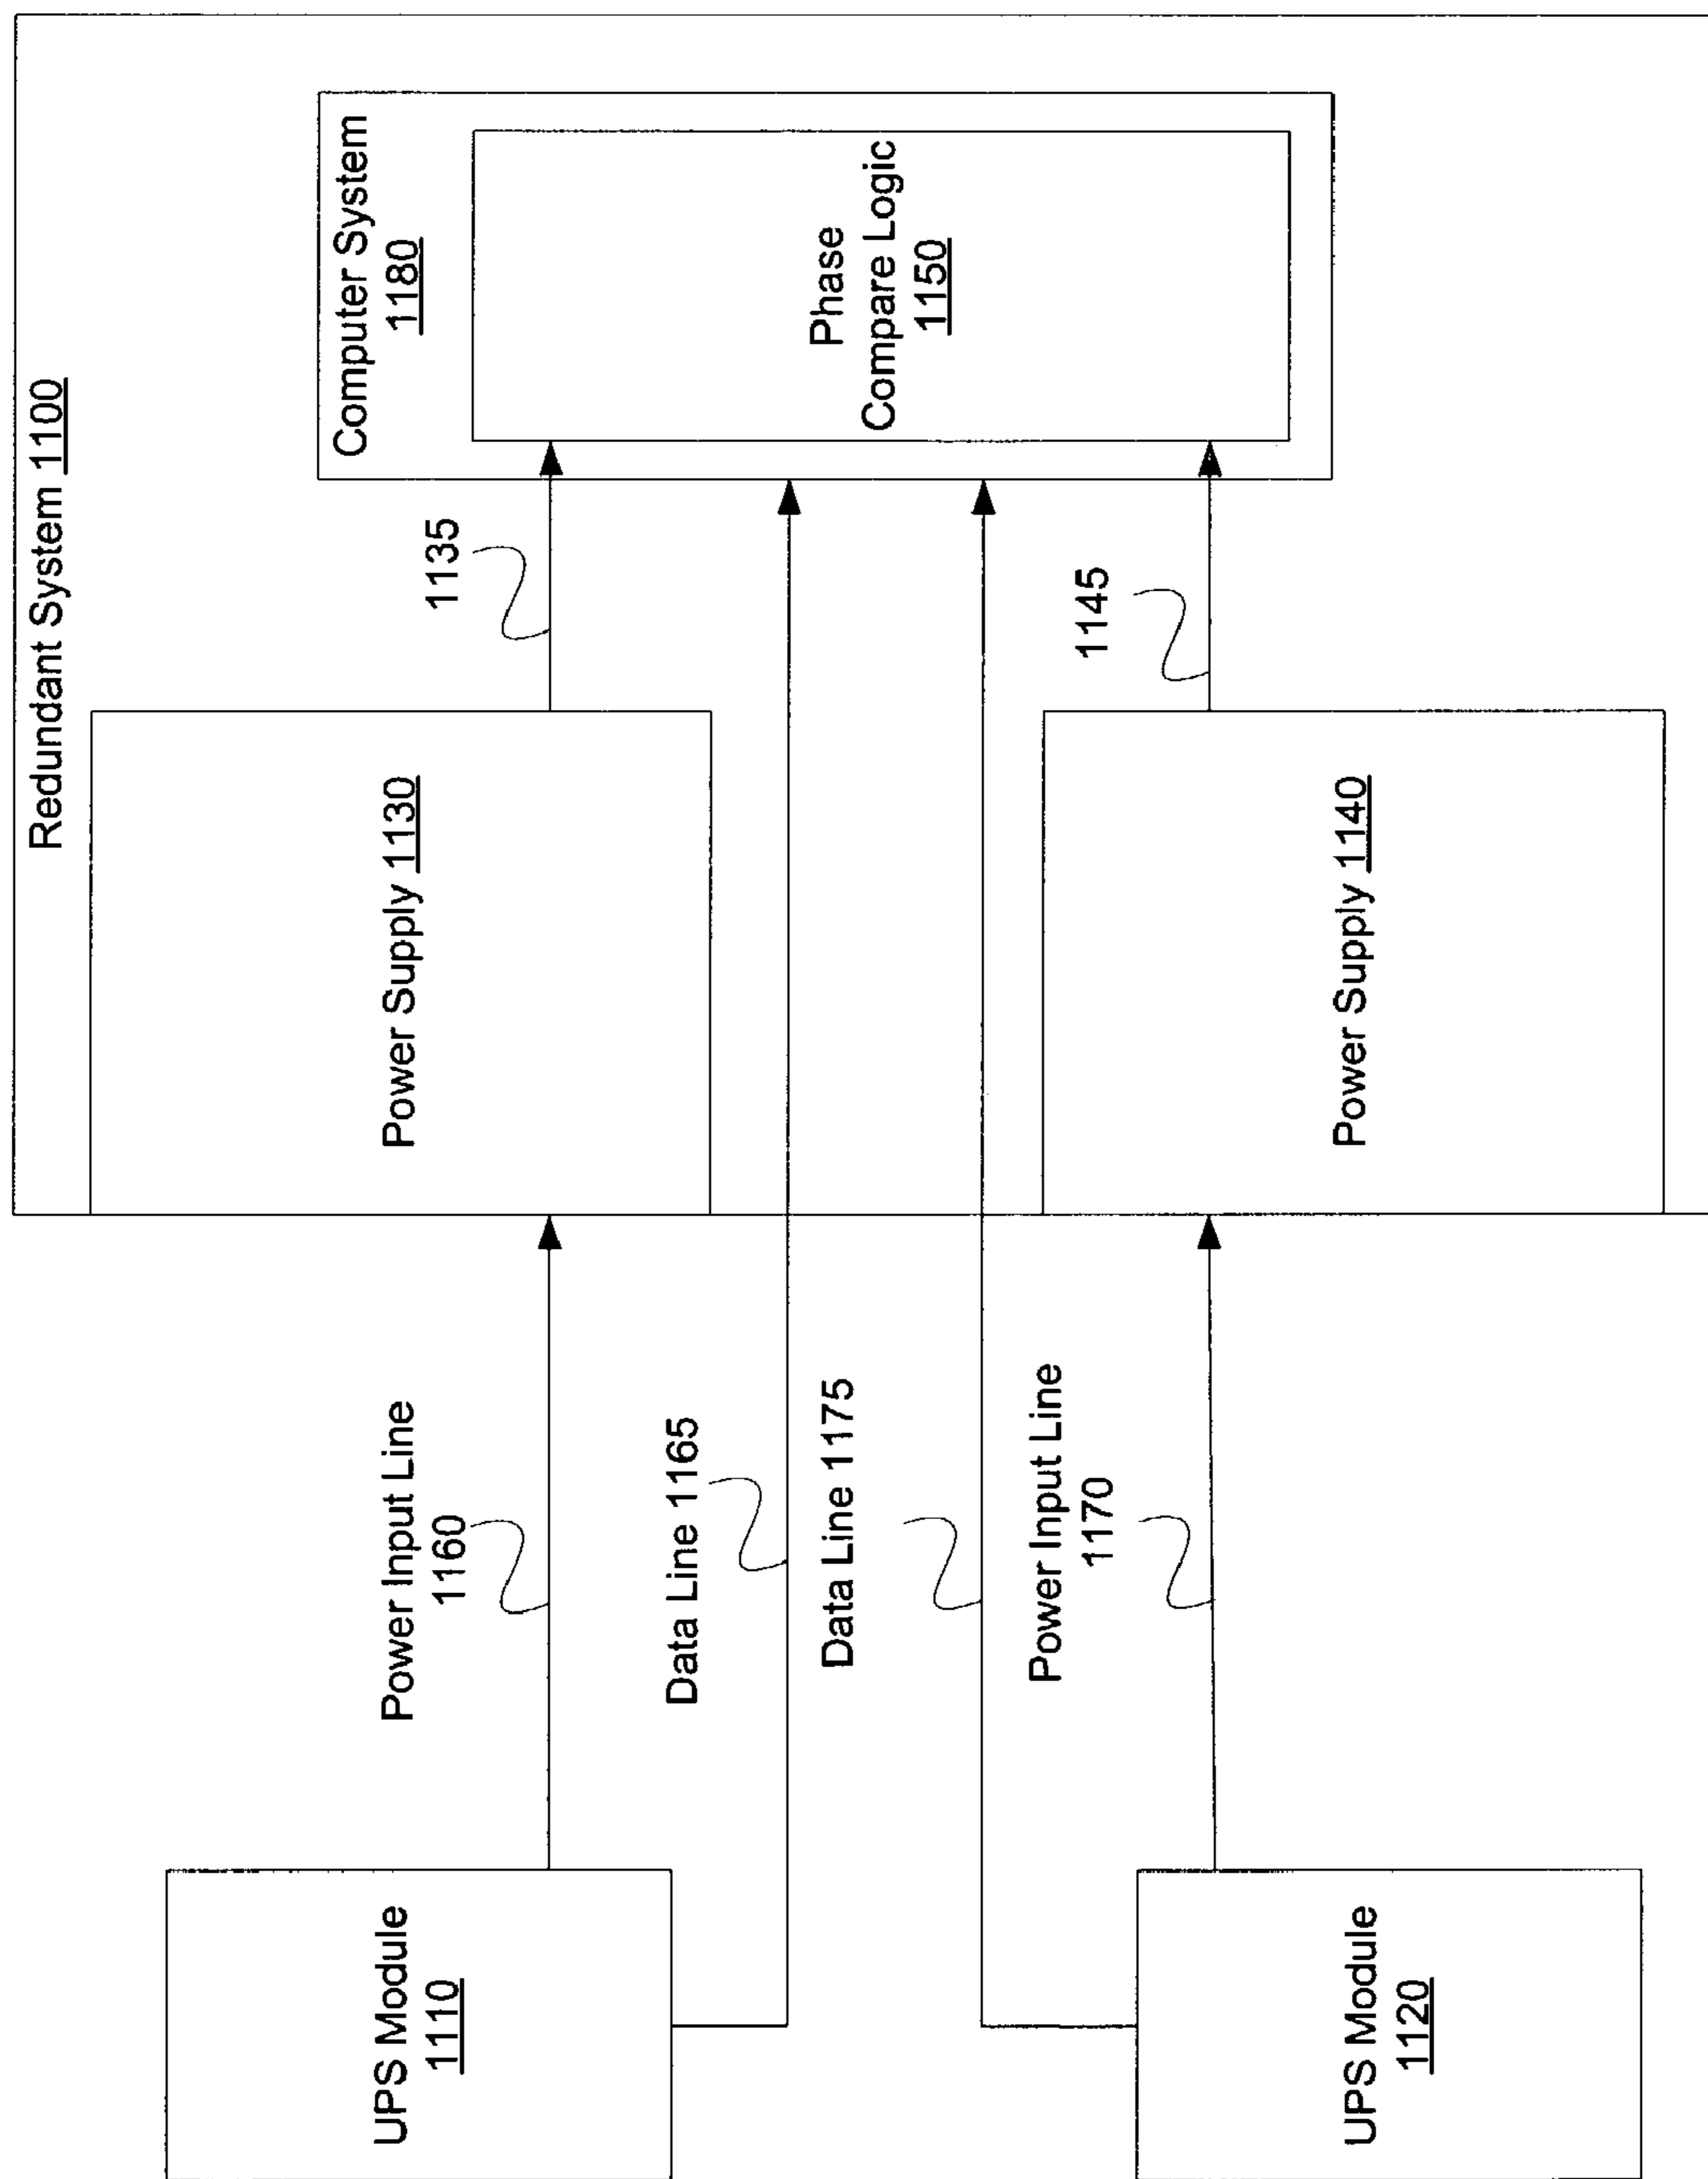 Redundant System 1100
Computer System
1180
Phase
Compare Logic
1150
1135
1145
Power Supply 1130
Power Supply 1140
Power Input Line
1160
Data Line 1165
Data Line 1175
Power Input Line
1170
UPS Module
1110
UPS Module
1120